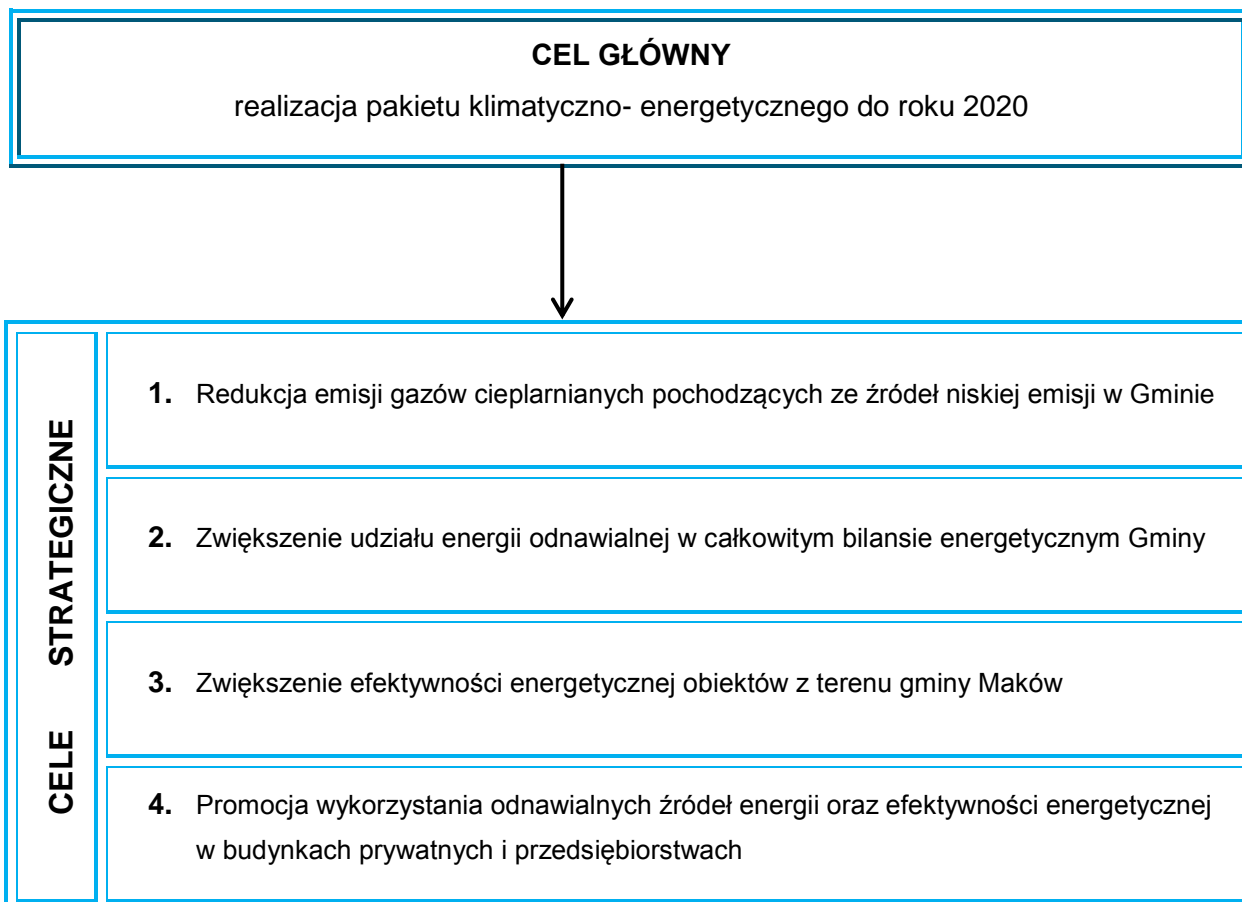 CEL GŁÓWNY
realizacja pakietu klimatyczno- energetycznego do roku 2020
CELE STRATEGICZNE
1. Redukcja emisji gazów cieplarnianych pochodzących ze źródeł niskiej emisji w Gminie
2. Zwiększenie udziału energii odnawialnej w całkowitym bilansie energetycznym Gminy
3. Zwiększenie efektywności energetycznej obiektów z terenu gminy Maków
4. Promocja wykorzystania odnawialnych źródeł energii oraz efektywności energetycznej
w budynkach prywatnych i przedsiębiorstwach